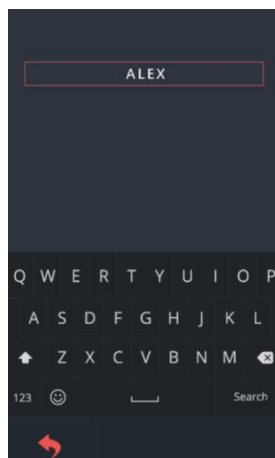 ALEX
Q W E R T Y U I O P
A S D F G H J K L
Z X C V B N M
123 Search